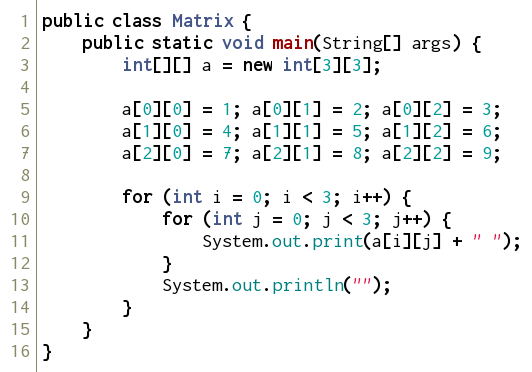 1 public class Matrix {
2     public static void main(String[] args) {
3         int[][] a = new int[3][3];
4
5         a[0][0] = 1; a[0][1] = 2; a[0][2] = 3;
6         a[1][0] = 4; a[1][1] = 5; a[1][2] = 6;
7         a[2][0] = 7; a[2][1] = 8; a[2][2] = 9;
8
9         for (int i = 0; i < 3; i++) {
10             for (int j = 0; j < 3; j++) {
11                 System.out.print(a[i][j] + " ");
12             }
13             System.out.println("");
14         }
15     }
16 }